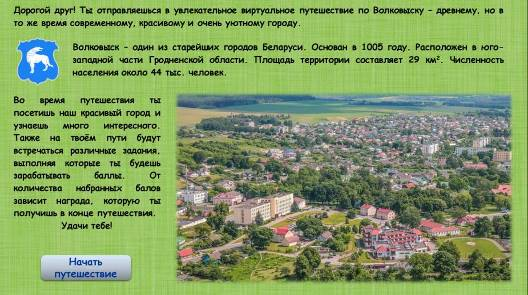 Дорогой друг! Ты отправляешься в увлекательное виртуальное путешествие по Волковыску – древнему, но в
то же время современному, красивому и очень уютному городу.
Волковыск – один из старейших городов Беларуси. Основан в 1005 году. Расположен в юго-
западной части Гродненской области. Площадь территории составляет 29 км². Численность
населения около 44 тыс. человек.
Во время путешествия ты
посетишь наш красивый город и
узнаешь много интересного.
Также на твоём пути будут
встречаться различные задания,
выполняя которые ты будешь
зарабатывать баллы. От
количества набранных балов
зависит награда, которую ты
получишь в конце путешествия.
Удачи тебе!
Начать
путешествие